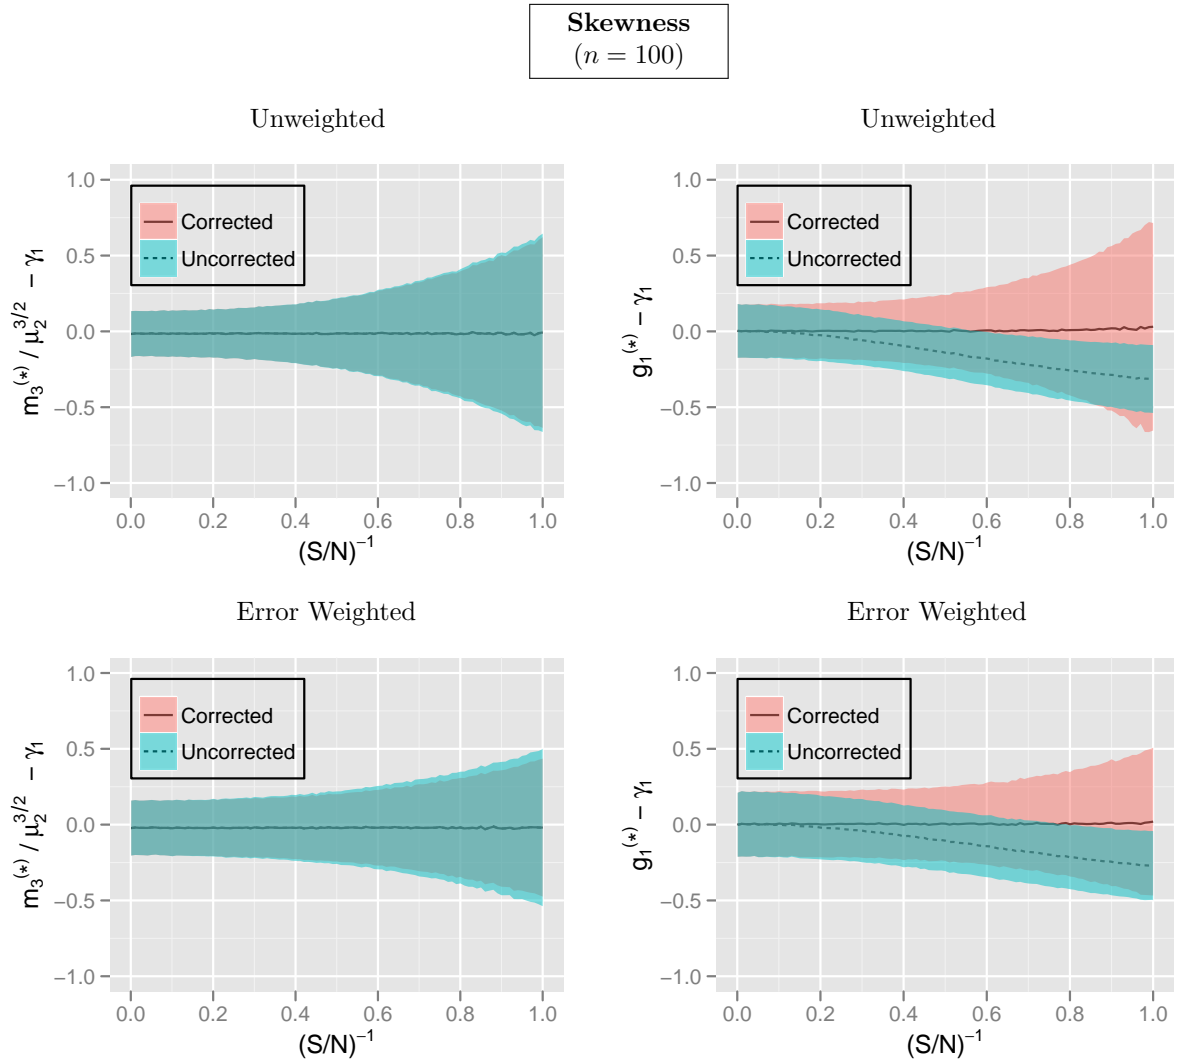 Skewness
(n = 100)
Unweighted
1.0
0.5
0.0
−0.5
−1.0
m₃⁽*⁾ / μ₂^3/2 − γ₁
Corrected
Uncorrected
0.0 0.2 0.4 0.6 0.8 1.0
(S/N)⁻¹
Unweighted
1.0
0.5
0.0
−0.5
−1.0
g₁⁽*⁾ − γ₁
Corrected
Uncorrected
0.0 0.2 0.4 0.6 0.8 1.0
(S/N)⁻¹
Error Weighted
1.0
0.5
0.0
−0.5
−1.0
m₃⁽*⁾ / μ₂^3/2 − γ₁
Corrected
Uncorrected
0.0 0.2 0.4 0.6 0.8 1.0
(S/N)⁻¹
Error Weighted
1.0
0.5
0.0
−0.5
−1.0
g₁⁽*⁾ − γ₁
Corrected
Uncorrected
0.0 0.2 0.4 0.6 0.8 1.0
(S/N)⁻¹